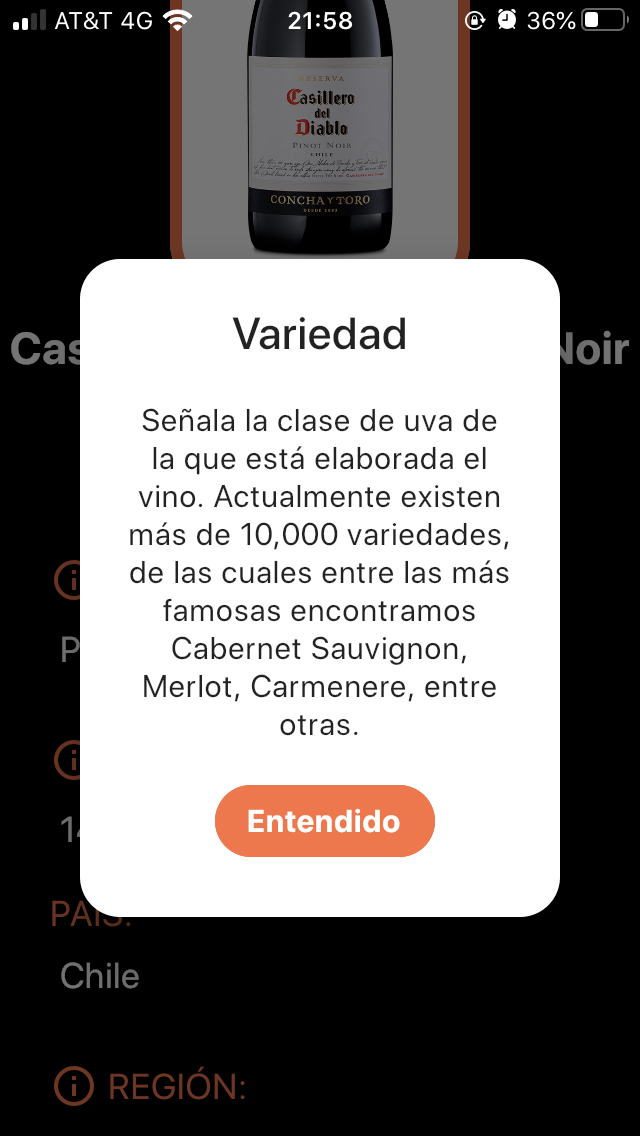 AT&T 4G 21:58 36%
RESERVA
Casillero
del
Diablo
PINOT NOIR
CHILE
CONCHA Y TORO
DESDE 1883
Cas Noir
Variedad
Señala la clase de uva de
la que está elaborada el
vino. Actualmente existen
más de 10,000 variedades,
de las cuales entre las más
famosas encontramos
Cabernet Sauvignon,
Merlot, Carmenere, entre
otras.
P
Entendido
14
PAÍS:
Chile
REGIÓN: